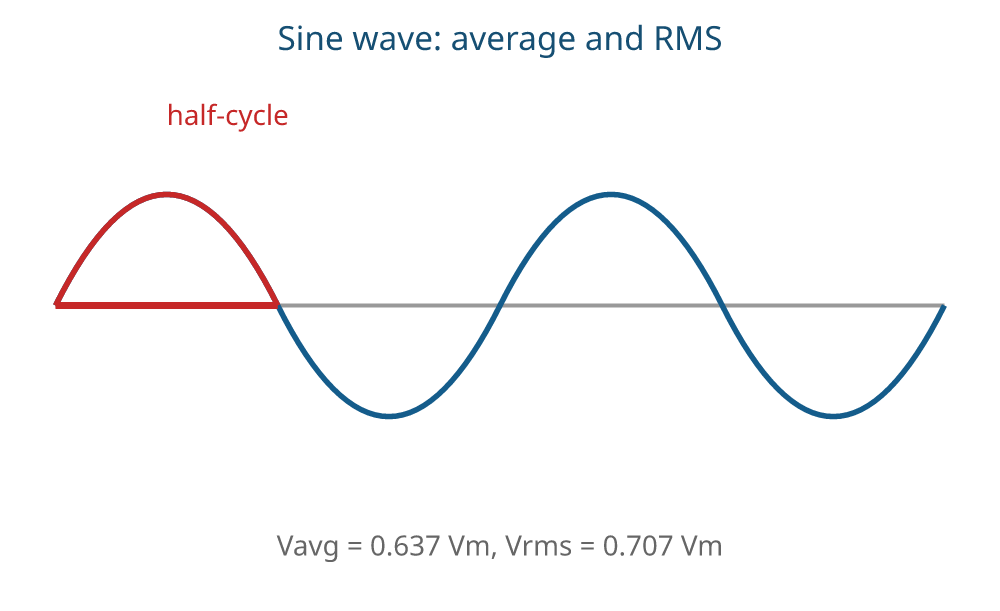 Sine wave: average and RMS
half-cycle
Vavg = 0.637 Vm, Vrms = 0.707 Vm